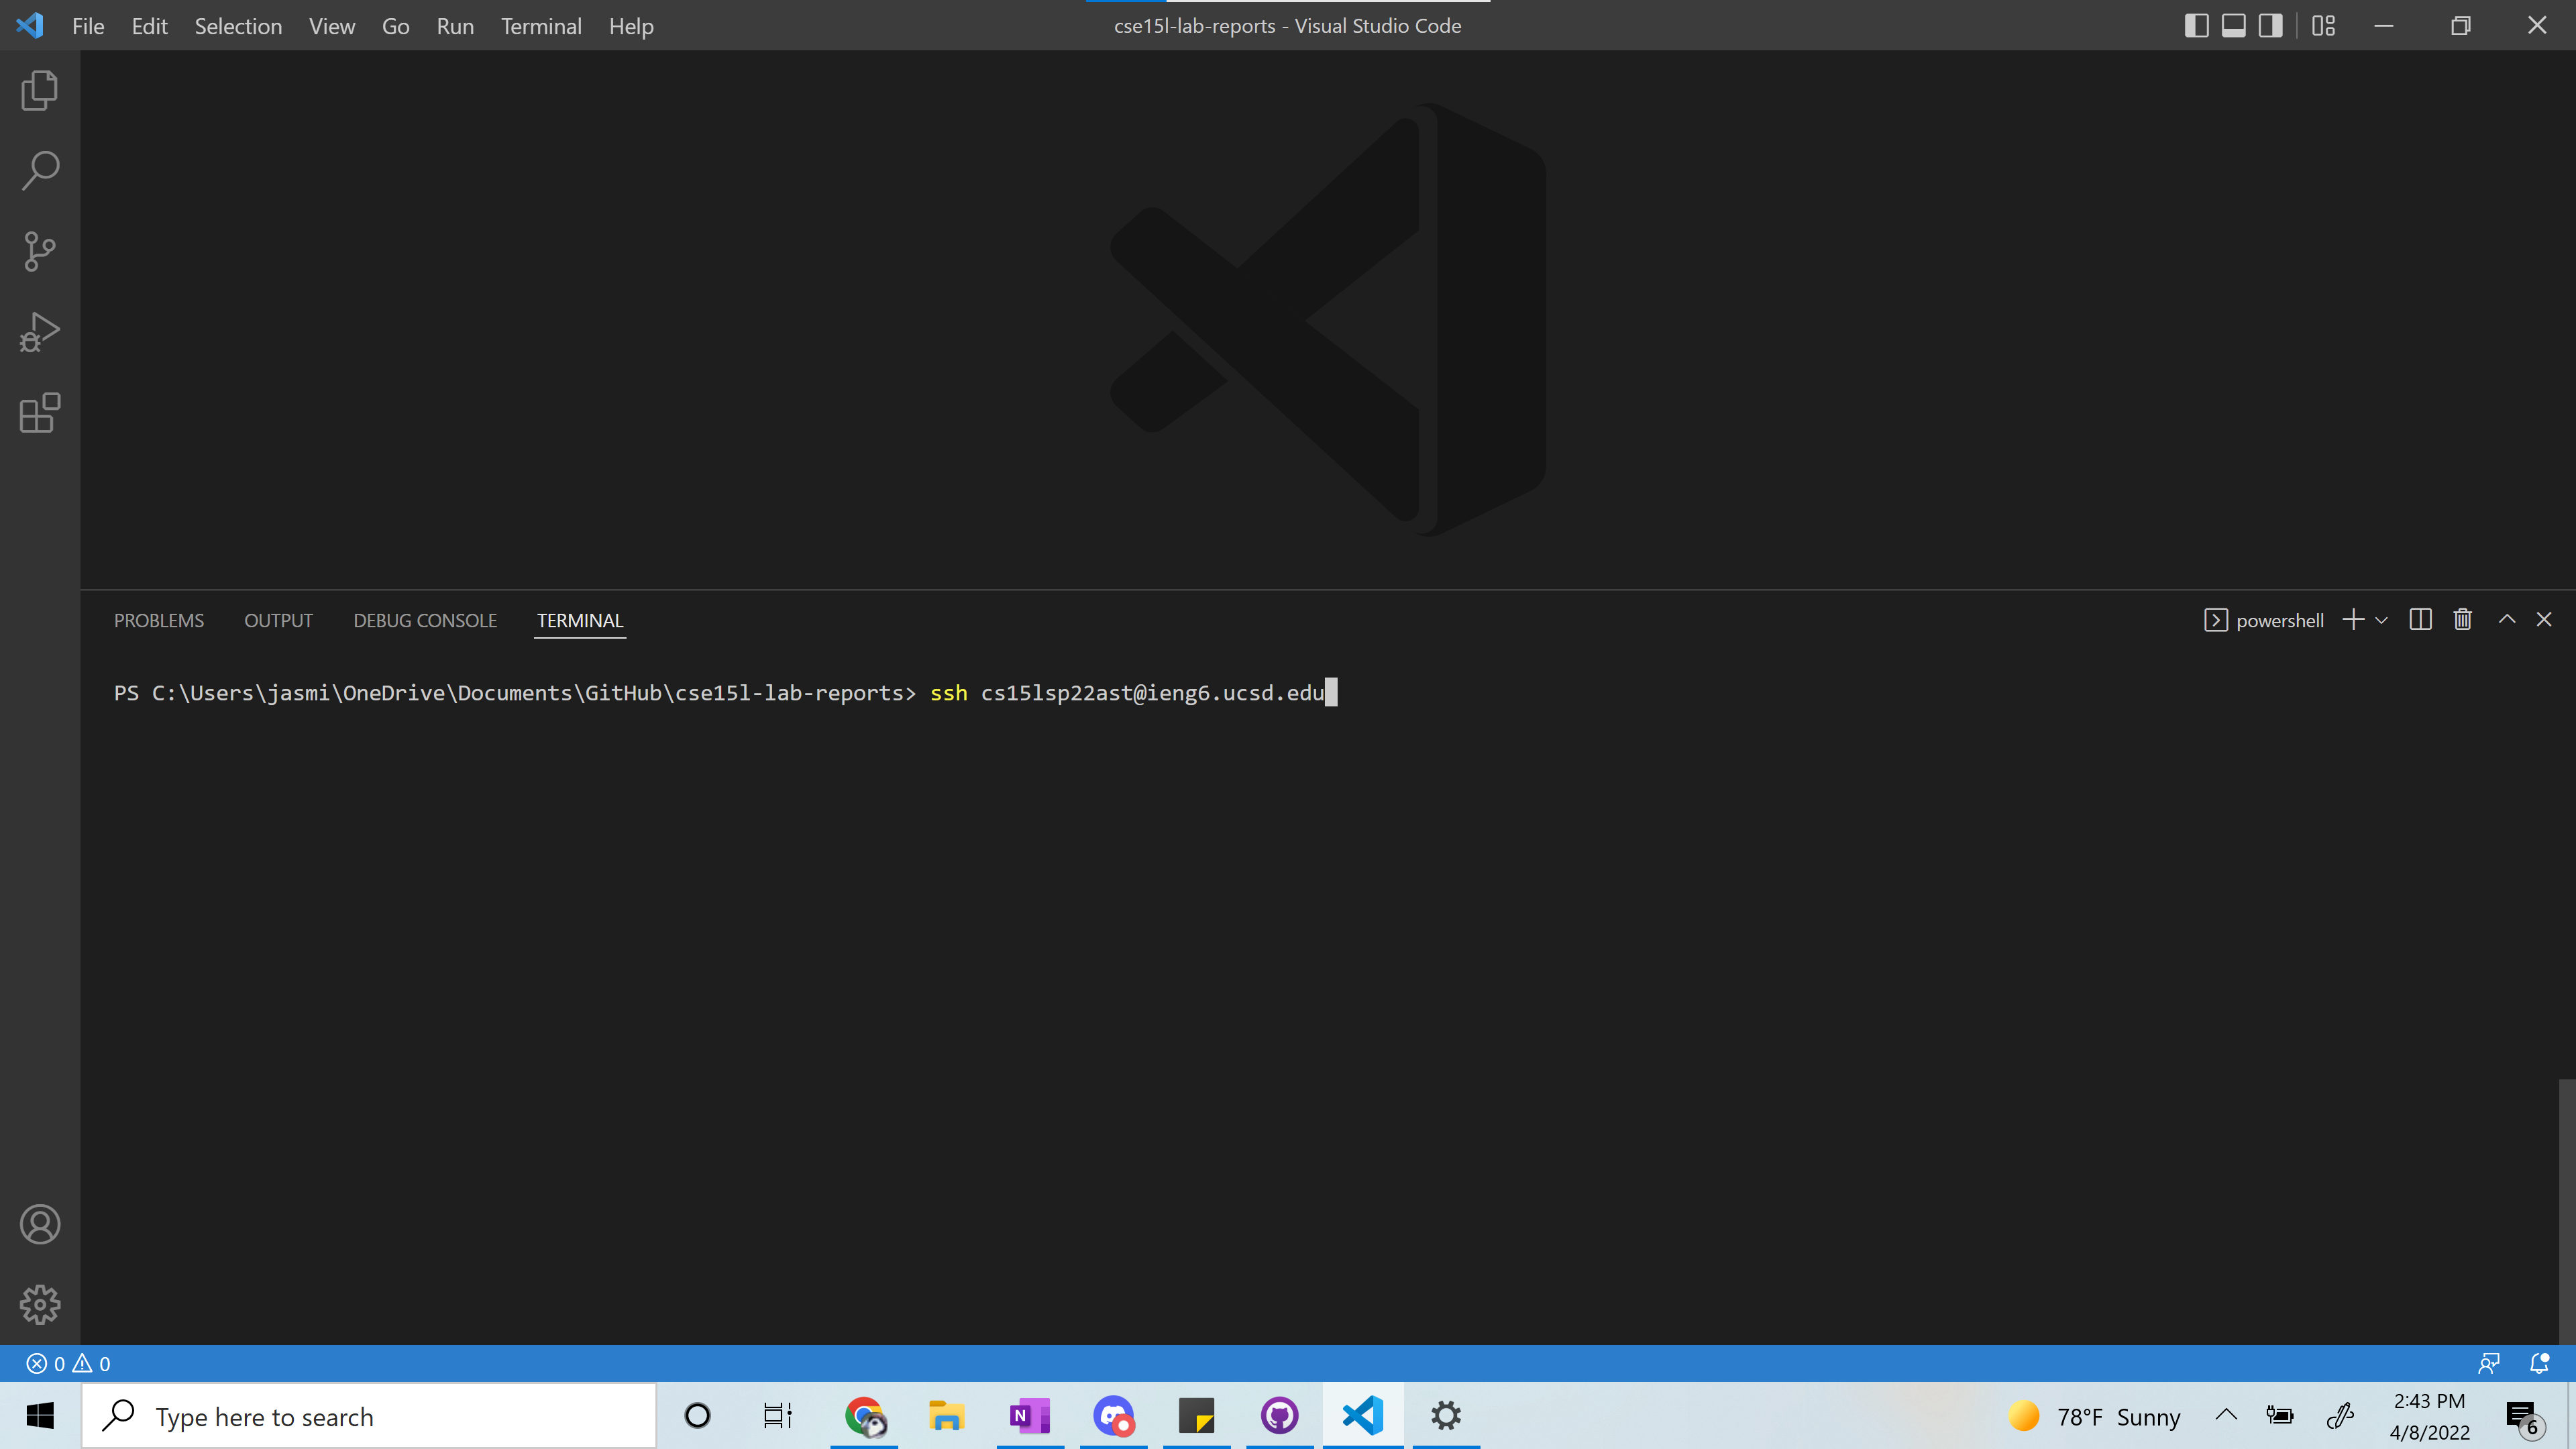 File Edit Selection View Go Run Terminal Help
cse15l-lab-reports - Visual Studio Code
PROBLEMS OUTPUT DEBUG CONSOLE TERMINAL
powershell
PS C:\Users\jasmi\OneDrive\Documents\GitHub\cse15l-lab-reports> ssh cs15lsp22ast@ieng6.ucsd.edu
0 0
Type here to search
N
78°F Sunny
2:43 PM
4/8/2022
6